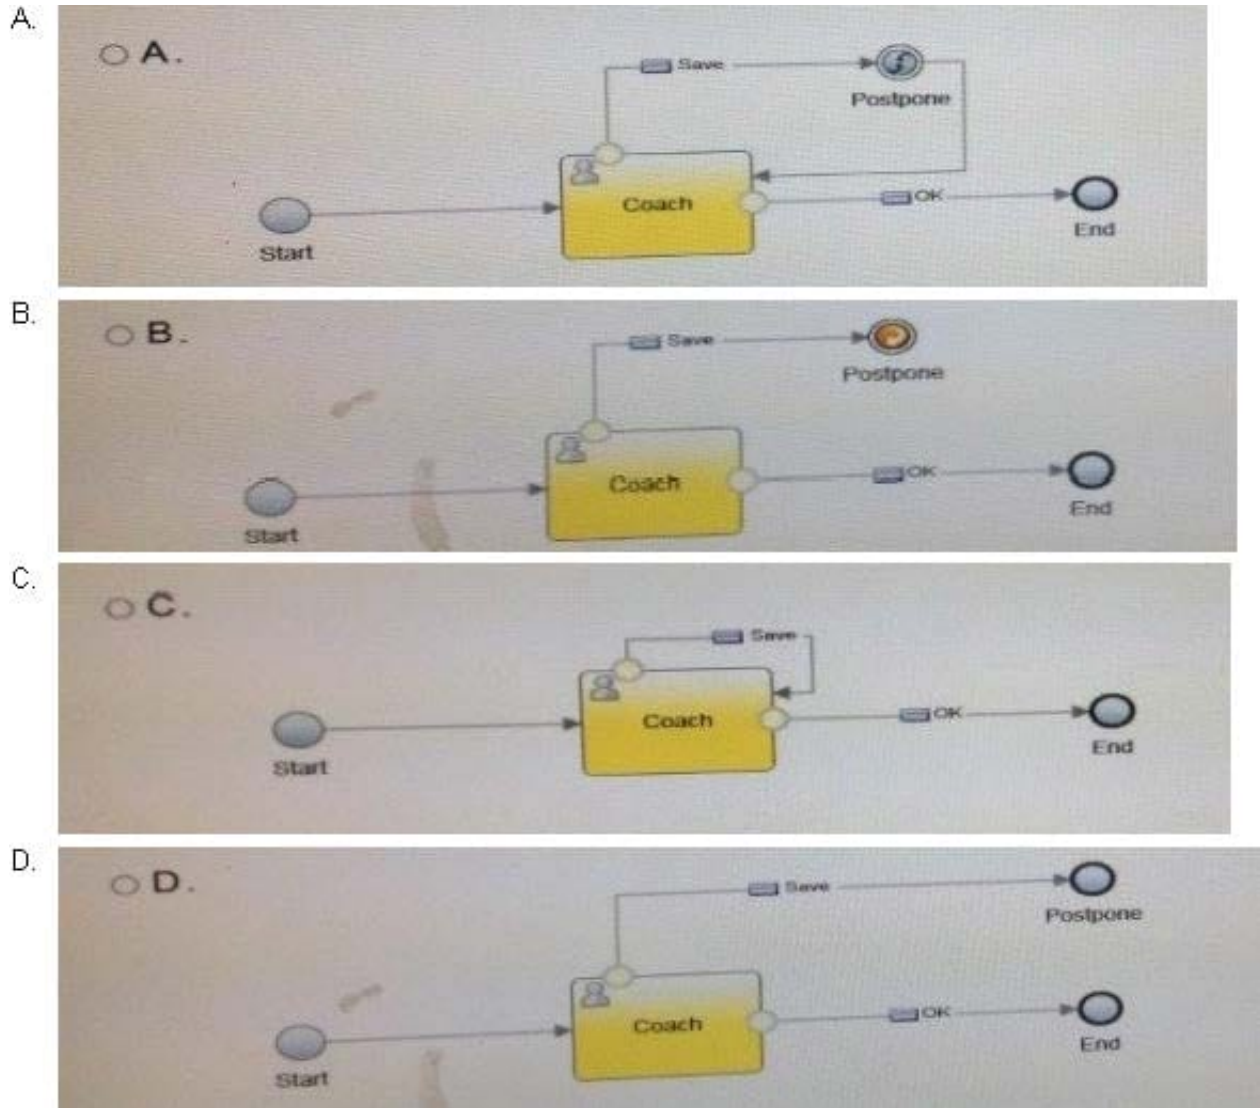 A.
A.
Save
Postpone
Coach
OK
Start
End
B.
B.
Save
Postpone
Coach
OK
Start
End
C.
C.
Save
Coach
OK
Start
End
D.
D.
Save
Postpone
Coach
OK
Start
End